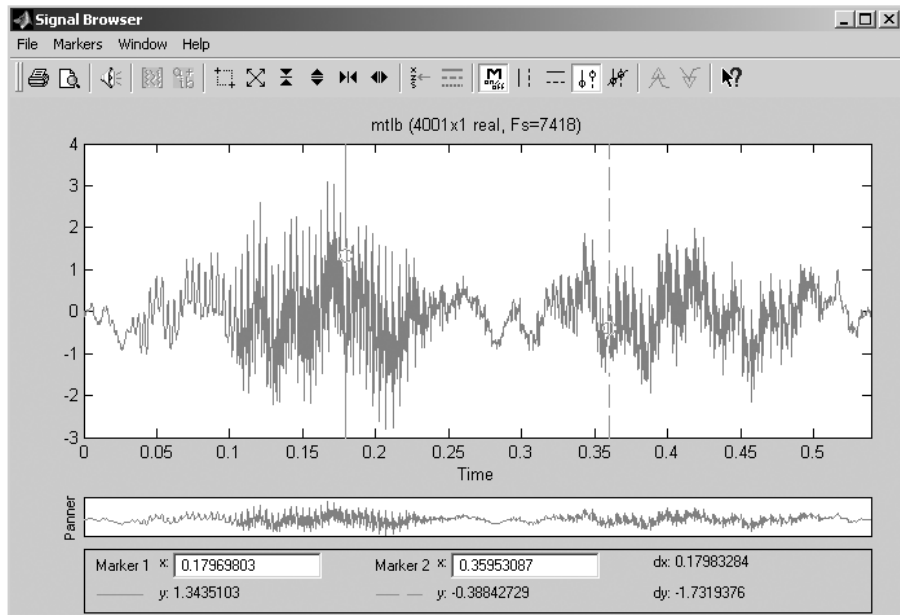 Signal Browser
File Markers Window Help
mtlb (4001x1 real, Fs=7418)
4
3
2
1
0
-1
-2
-3
0 0.05 0.1 0.15 0.2 0.25 0.3 0.35 0.4 0.45 0.5
Time
Panner
Marker 1 x: 0.17969803 Marker 2 x: 0.35953087 dx: 0.17983284
y: 1.3435103 y: -0.38842729 dy: -1.7319376